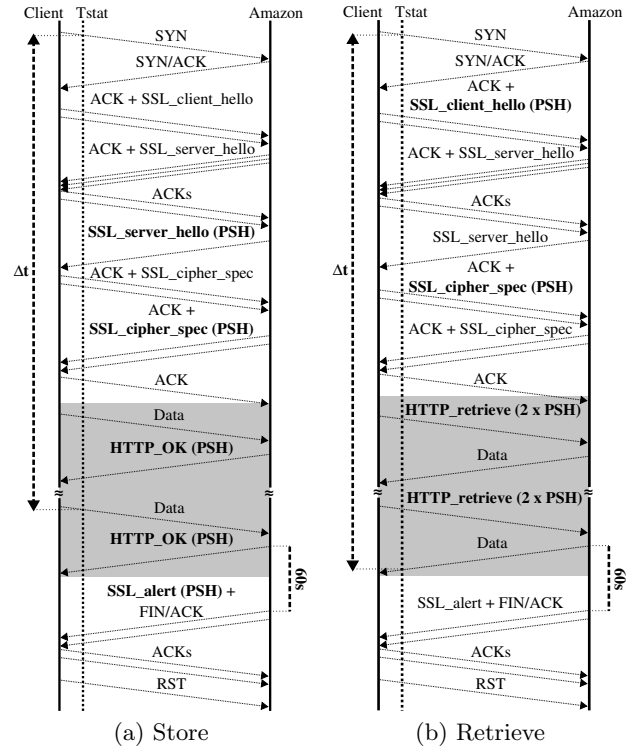 Client Tstat Amazon
SYN
SYN/ACK
ACK + SSL_client_hello
ACK + SSL_server_hello
ACKs
SSL_server_hello (PSH)
Δt
ACK + SSL_cipher_spec
ACK +
SSL_cipher_spec (PSH)
ACK
Data
HTTP_OK (PSH)
≈ ≈
Data
HTTP_OK (PSH)
60s
SSL_alert (PSH) +
FIN/ACK
ACKs
RST
(a) Store
Client Tstat Amazon
SYN
SYN/ACK
ACK +
SSL_client_hello (PSH)
ACK + SSL_server_hello
ACKs
SSL_server_hello
Δt
ACK +
SSL_cipher_spec (PSH)
ACK + SSL_cipher_spec
ACK
HTTP_retrieve (2 x PSH)
Data
≈ ≈
HTTP_retrieve (2 x PSH)
Data
60s
SSL_alert + FIN/ACK
ACKs
RST
(b) Retrieve